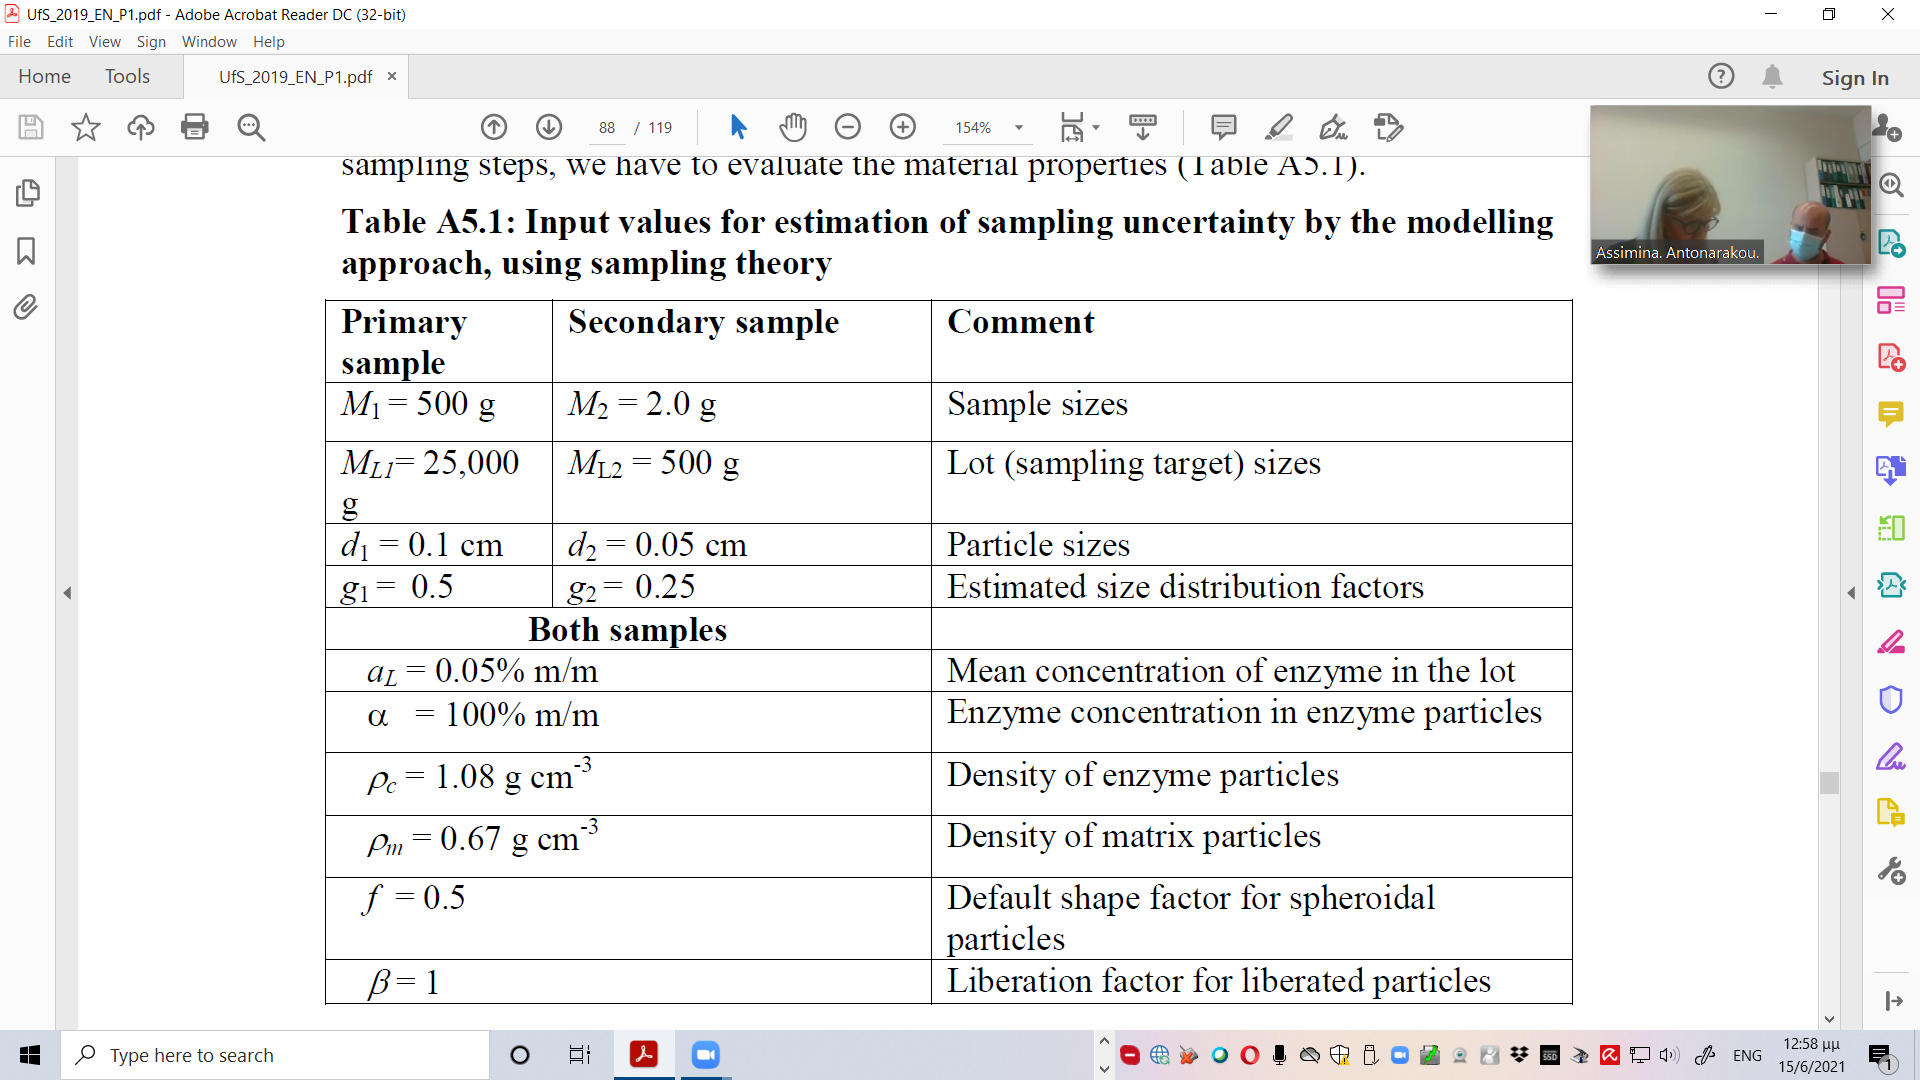 UfS_2019_EN_P1.pdf - Adobe Acrobat Reader DC (32-bit)
File Edit View Sign Window Help
Home Tools UfS_2019_EN_P1.pdf × Sign In
88 / 119 154%
sampling steps, we have to evaluate the material properties (Table A5.1).
Table A5.1: Input values for estimation of sampling uncertainty by the modelling
approach, using sampling theory
Assimina. Antonarakou.
Primary sample Secondary sample Comment
M1 = 500 g M2 = 2.0 g Sample sizes
ML1= 25,000 g ML2 = 500 g Lot (sampling target) sizes
d1 = 0.1 cm d2 = 0.05 cm Particle sizes
g1 = 0.5 g2 = 0.25 Estimated size distribution factors
Both samples
aL = 0.05% m/m Mean concentration of enzyme in the lot
α = 100% m/m Enzyme concentration in enzyme particles
ρc = 1.08 g cm-3 Density of enzyme particles
ρm = 0.67 g cm-3 Density of matrix particles
f = 0.5 Default shape factor for spheroidal particles
β = 1 Liberation factor for liberated particles
Type here to search
SSD
ENG
12:58 μμ
15/6/2021
1